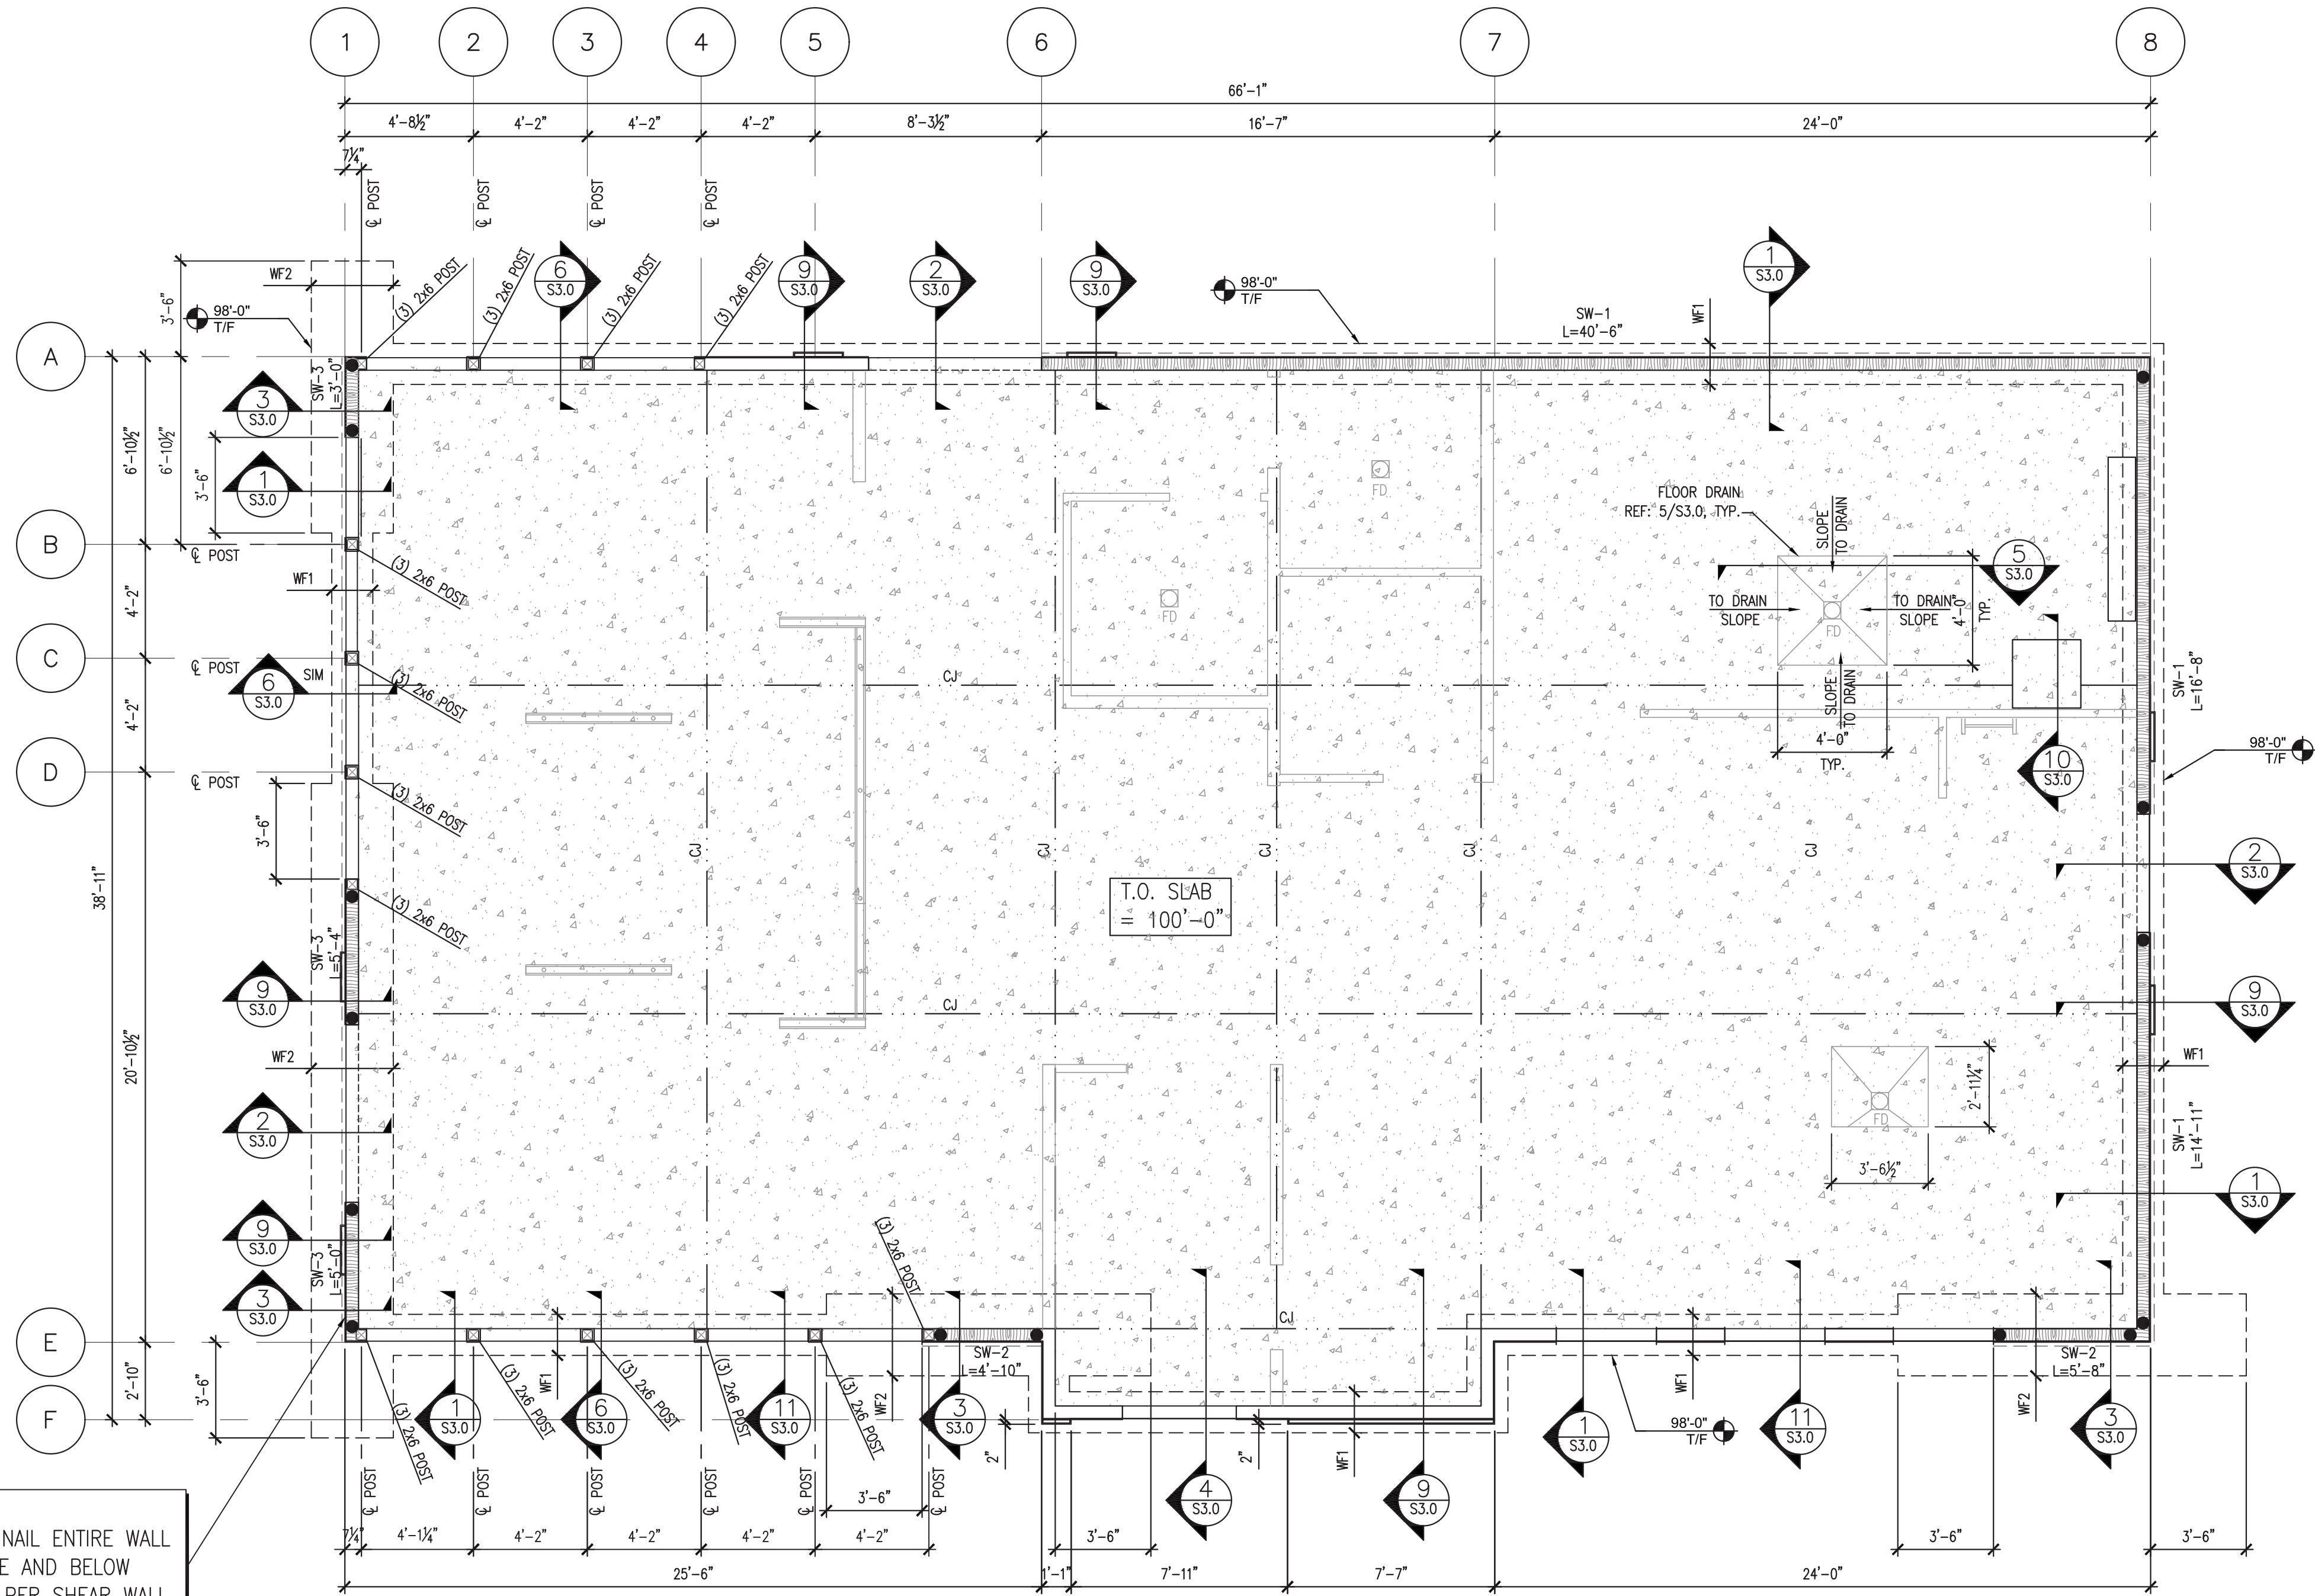 1 2 3 4 5 6 7 8
66'-1"
4'-8½" 4'-2" 4'-2" 4'-2" 8'-3½" 16'-7" 24'-0"
7¼"
℄ POST ℄ POST ℄ POST ℄ POST
(3) 2x6 POST (3) 2x6 POST (3) 2x6 POST (3) 2x6 POST
WF2
3'-6"
98'-0"
T/F
6
S3.0
9
S3.0
2
S3.0
9
S3.0
98'-0"
T/F
1
S3.0
SW-1
L=40'-6"
WF1
A
SW-3
L=3'-0"
3
S3.0
6'-10½" 6'-10½"
3'-6"
1
S3.0
FD
FLOOR DRAIN
REF: 5/S3.0, TYP.
SLOPE
TO DRAIN
B
℄ POST
(3) 2x6 POST
5
S3.0
WF1
4'-2"
FD
TO DRAIN
SLOPE
FD
TO DRAIN
SLOPE
4'-0"
TYP.
C
℄ POST
(3) 2x6 POST
6
S3.0
SIM
CJ
SLOPE
TO DRAIN
SW-1
L=16'-8"
4'-2"
4'-0"
TYP.
D
℄ POST
(3) 2x6 POST
10
S3.0
98'-0"
T/F
3'-6"
CJ CJ CJ CJ CJ
2
S3.0
38'-11"
(3) 2x6 POST
T.O. SLAB
= 100'-0"
SW-3
L=5'-4"
9
S3.0
CJ
9
S3.0
20'-10½"
WF2
WF1
2'-11¼"
FD
2
S3.0
SW-1
L=14'-11"
3'-6½"
1
S3.0
9
S3.0
(3) 2x6 POST
SW-3
L=5'-0"
3
S3.0
CJ
E
SW-2
L=4'-10"
SW-2
L=5'-8"
2'-10"
3'-6"
WF1
WF2
WF1
WF2
F
(3) 2x6 POST (3) 2x6 POST (3) 2x6 POST (3) 2x6 POST (3) 2x6 POST
1
S3.0
6
S3.0
11
S3.0
3
S3.0
2"
2"
WF1
1
S3.0
98'-0"
T/F
11
S3.0
3
S3.0
4
S3.0
9
S3.0
℄ POST ℄ POST ℄ POST ℄ POST ℄ POST ℄ POST
3'-6"
7¼" 4'-1¼" 4'-2" 4'-2" 4'-2" 4'-2" 3'-6" 3'-6" 3'-6"
25'-6" 1'-1" 7'-11" 7'-7" 24'-0"
NAIL ENTIRE WALL
AND BELOW
PER SHEAR WALL